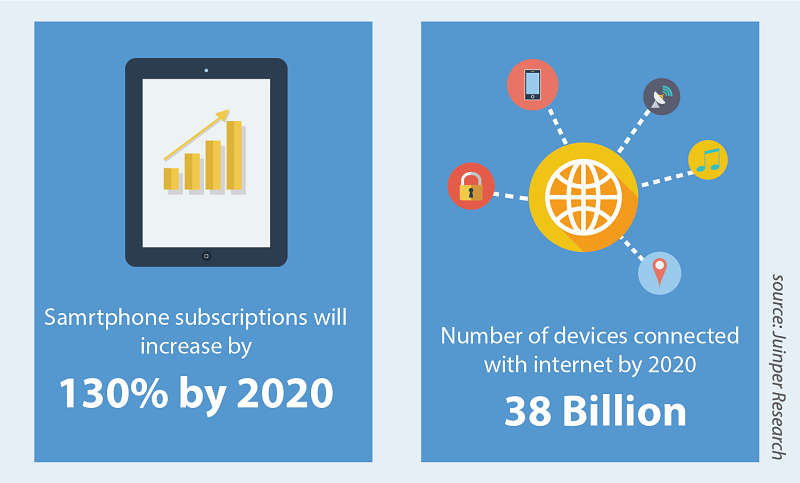 Samrtphone subscriptions will
increase by
130% by 2020
Number of devices connected
with internet by 2020
38 Billion
source: Juinper Research